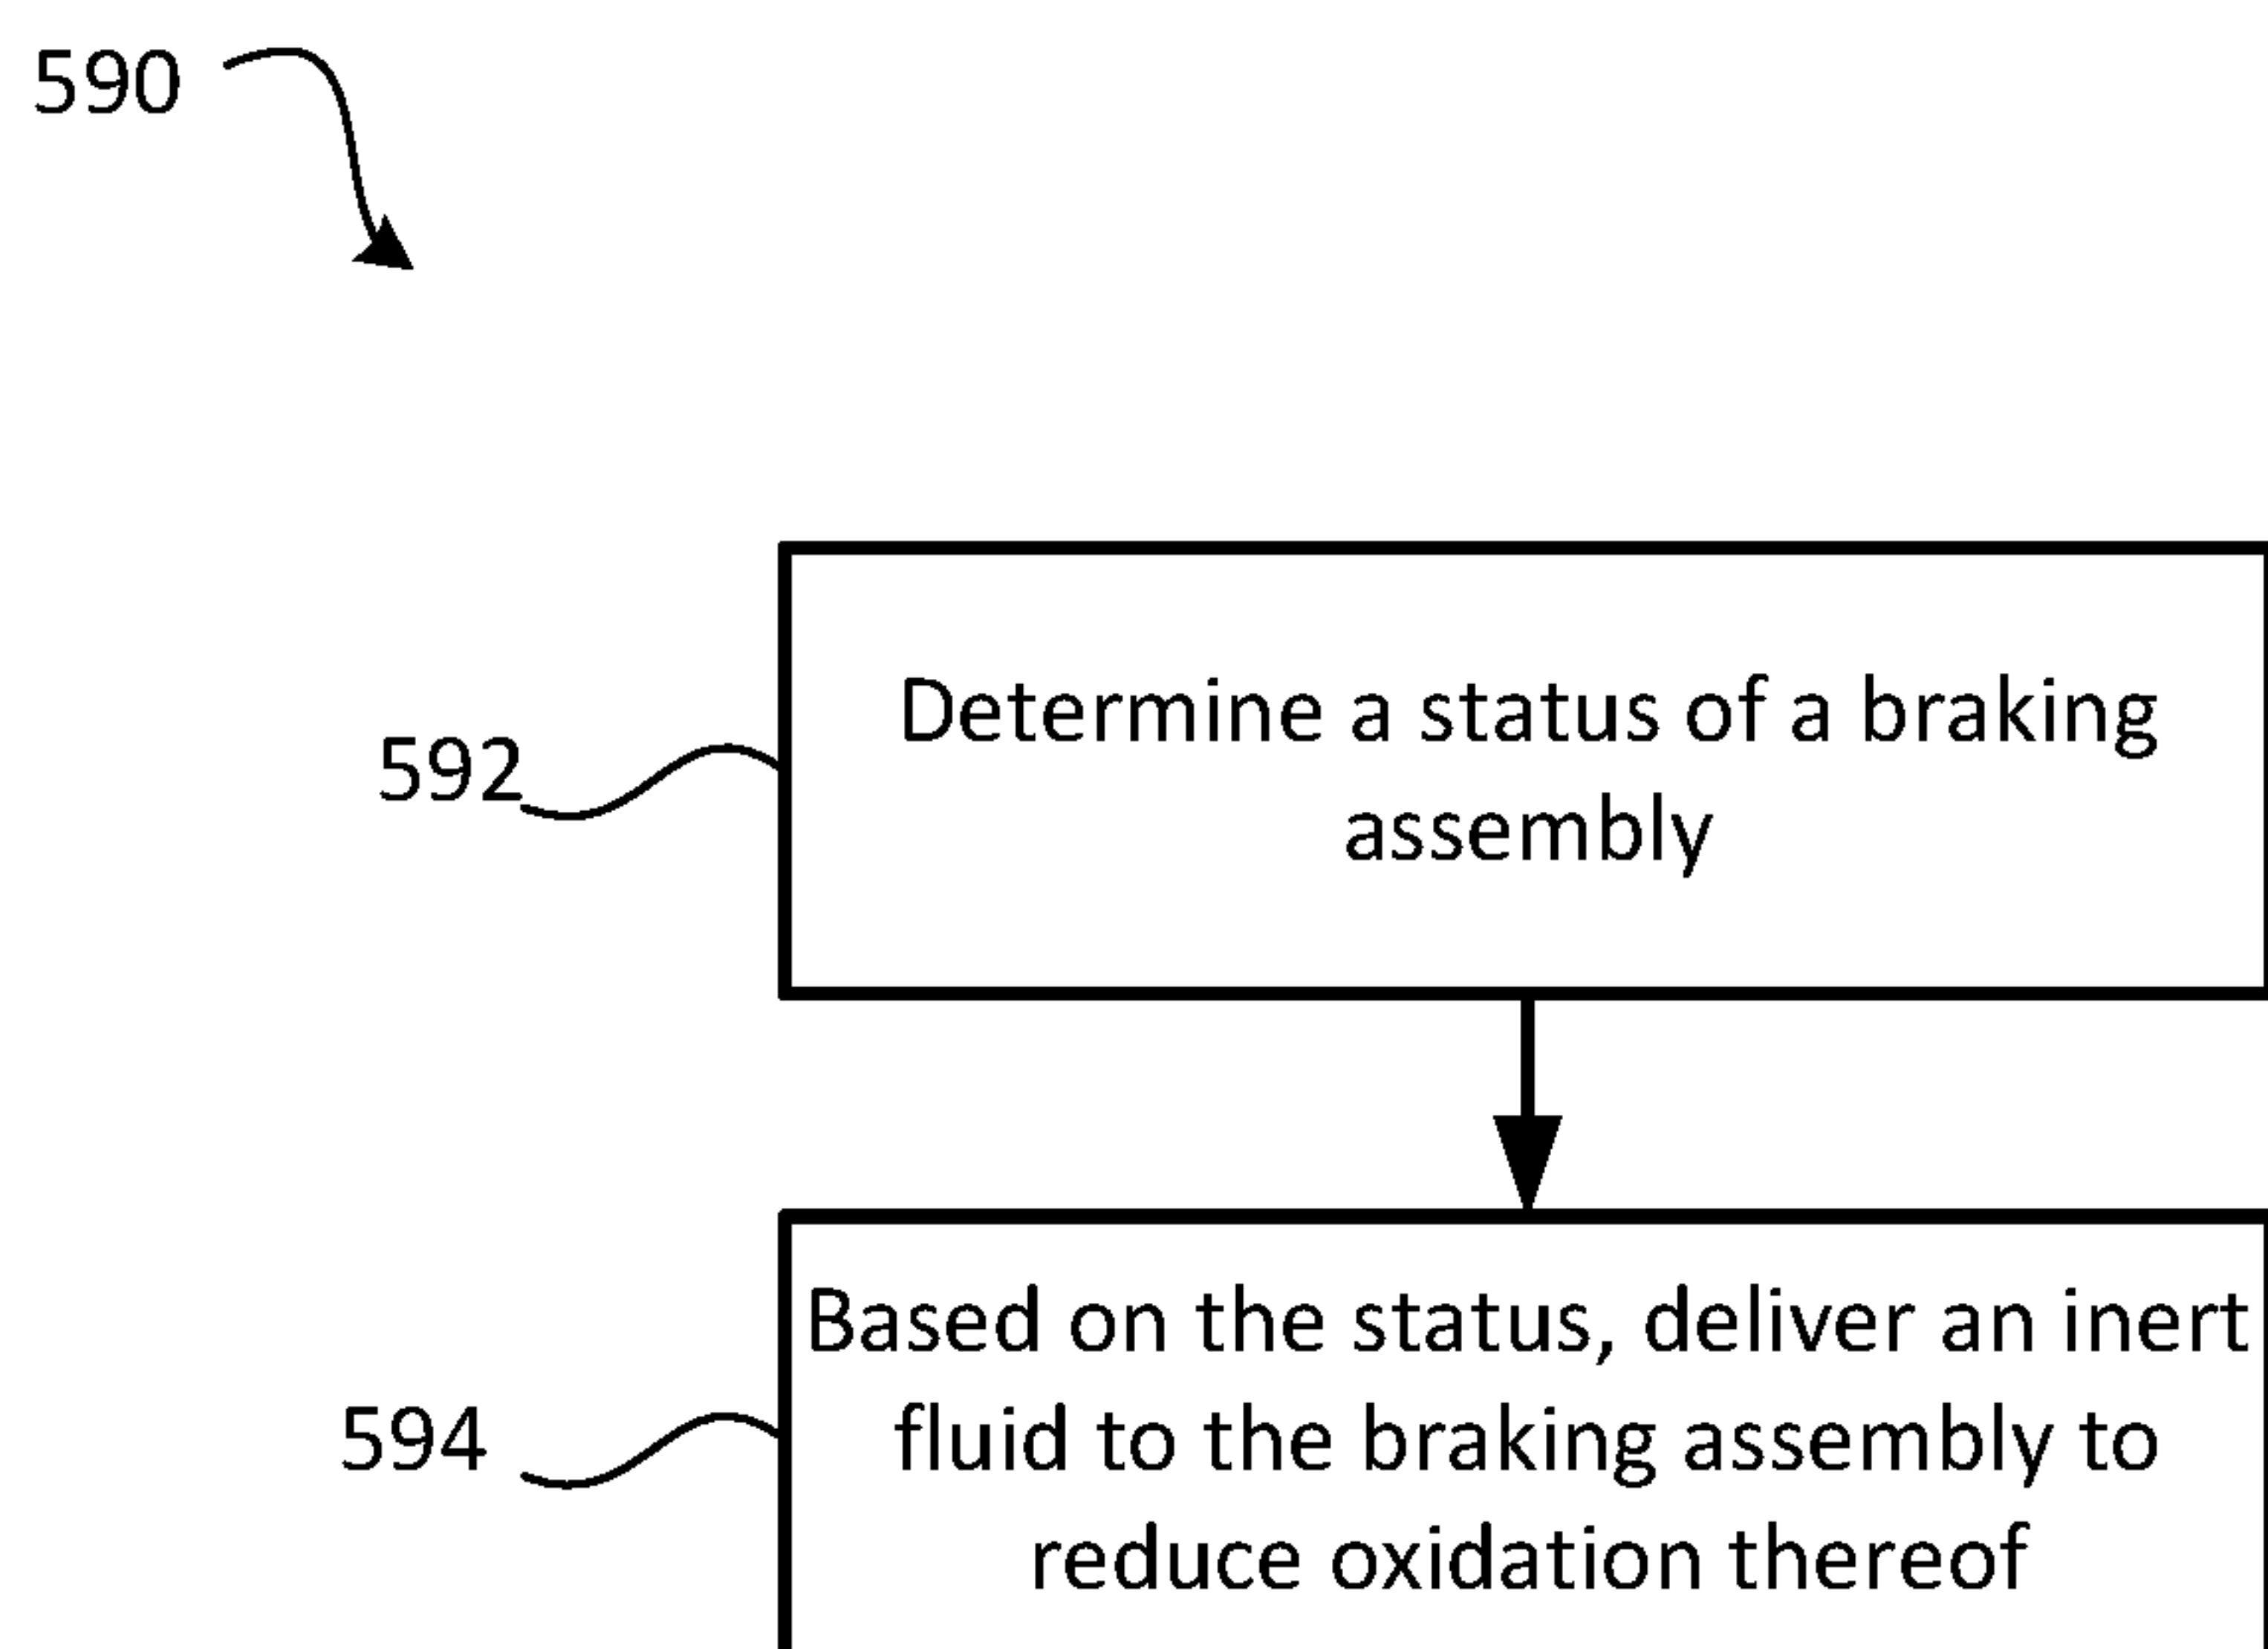 590
592
Determine a status of a braking
assembly
594
Based on the status, deliver an inert
fluid to the braking assembly to
reduce oxidation thereof